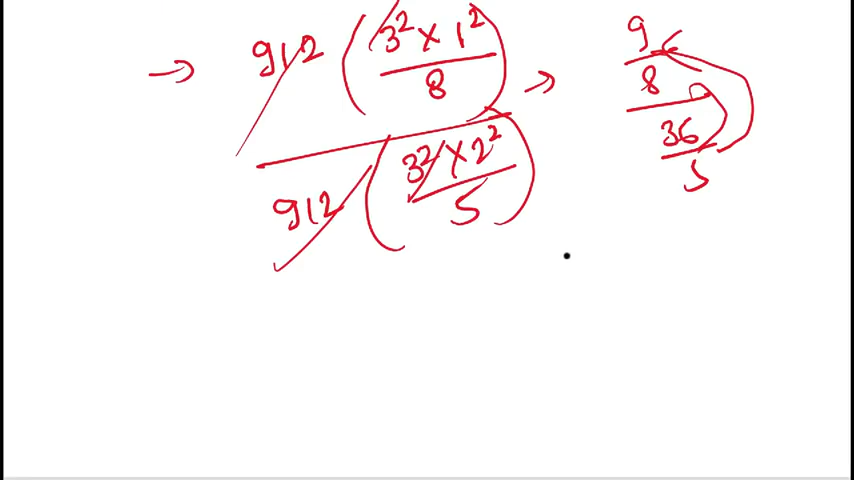 → 912 (3² × 1² / 8) → 9 / 8
912 (3² × 2² / 5) 36 / 5